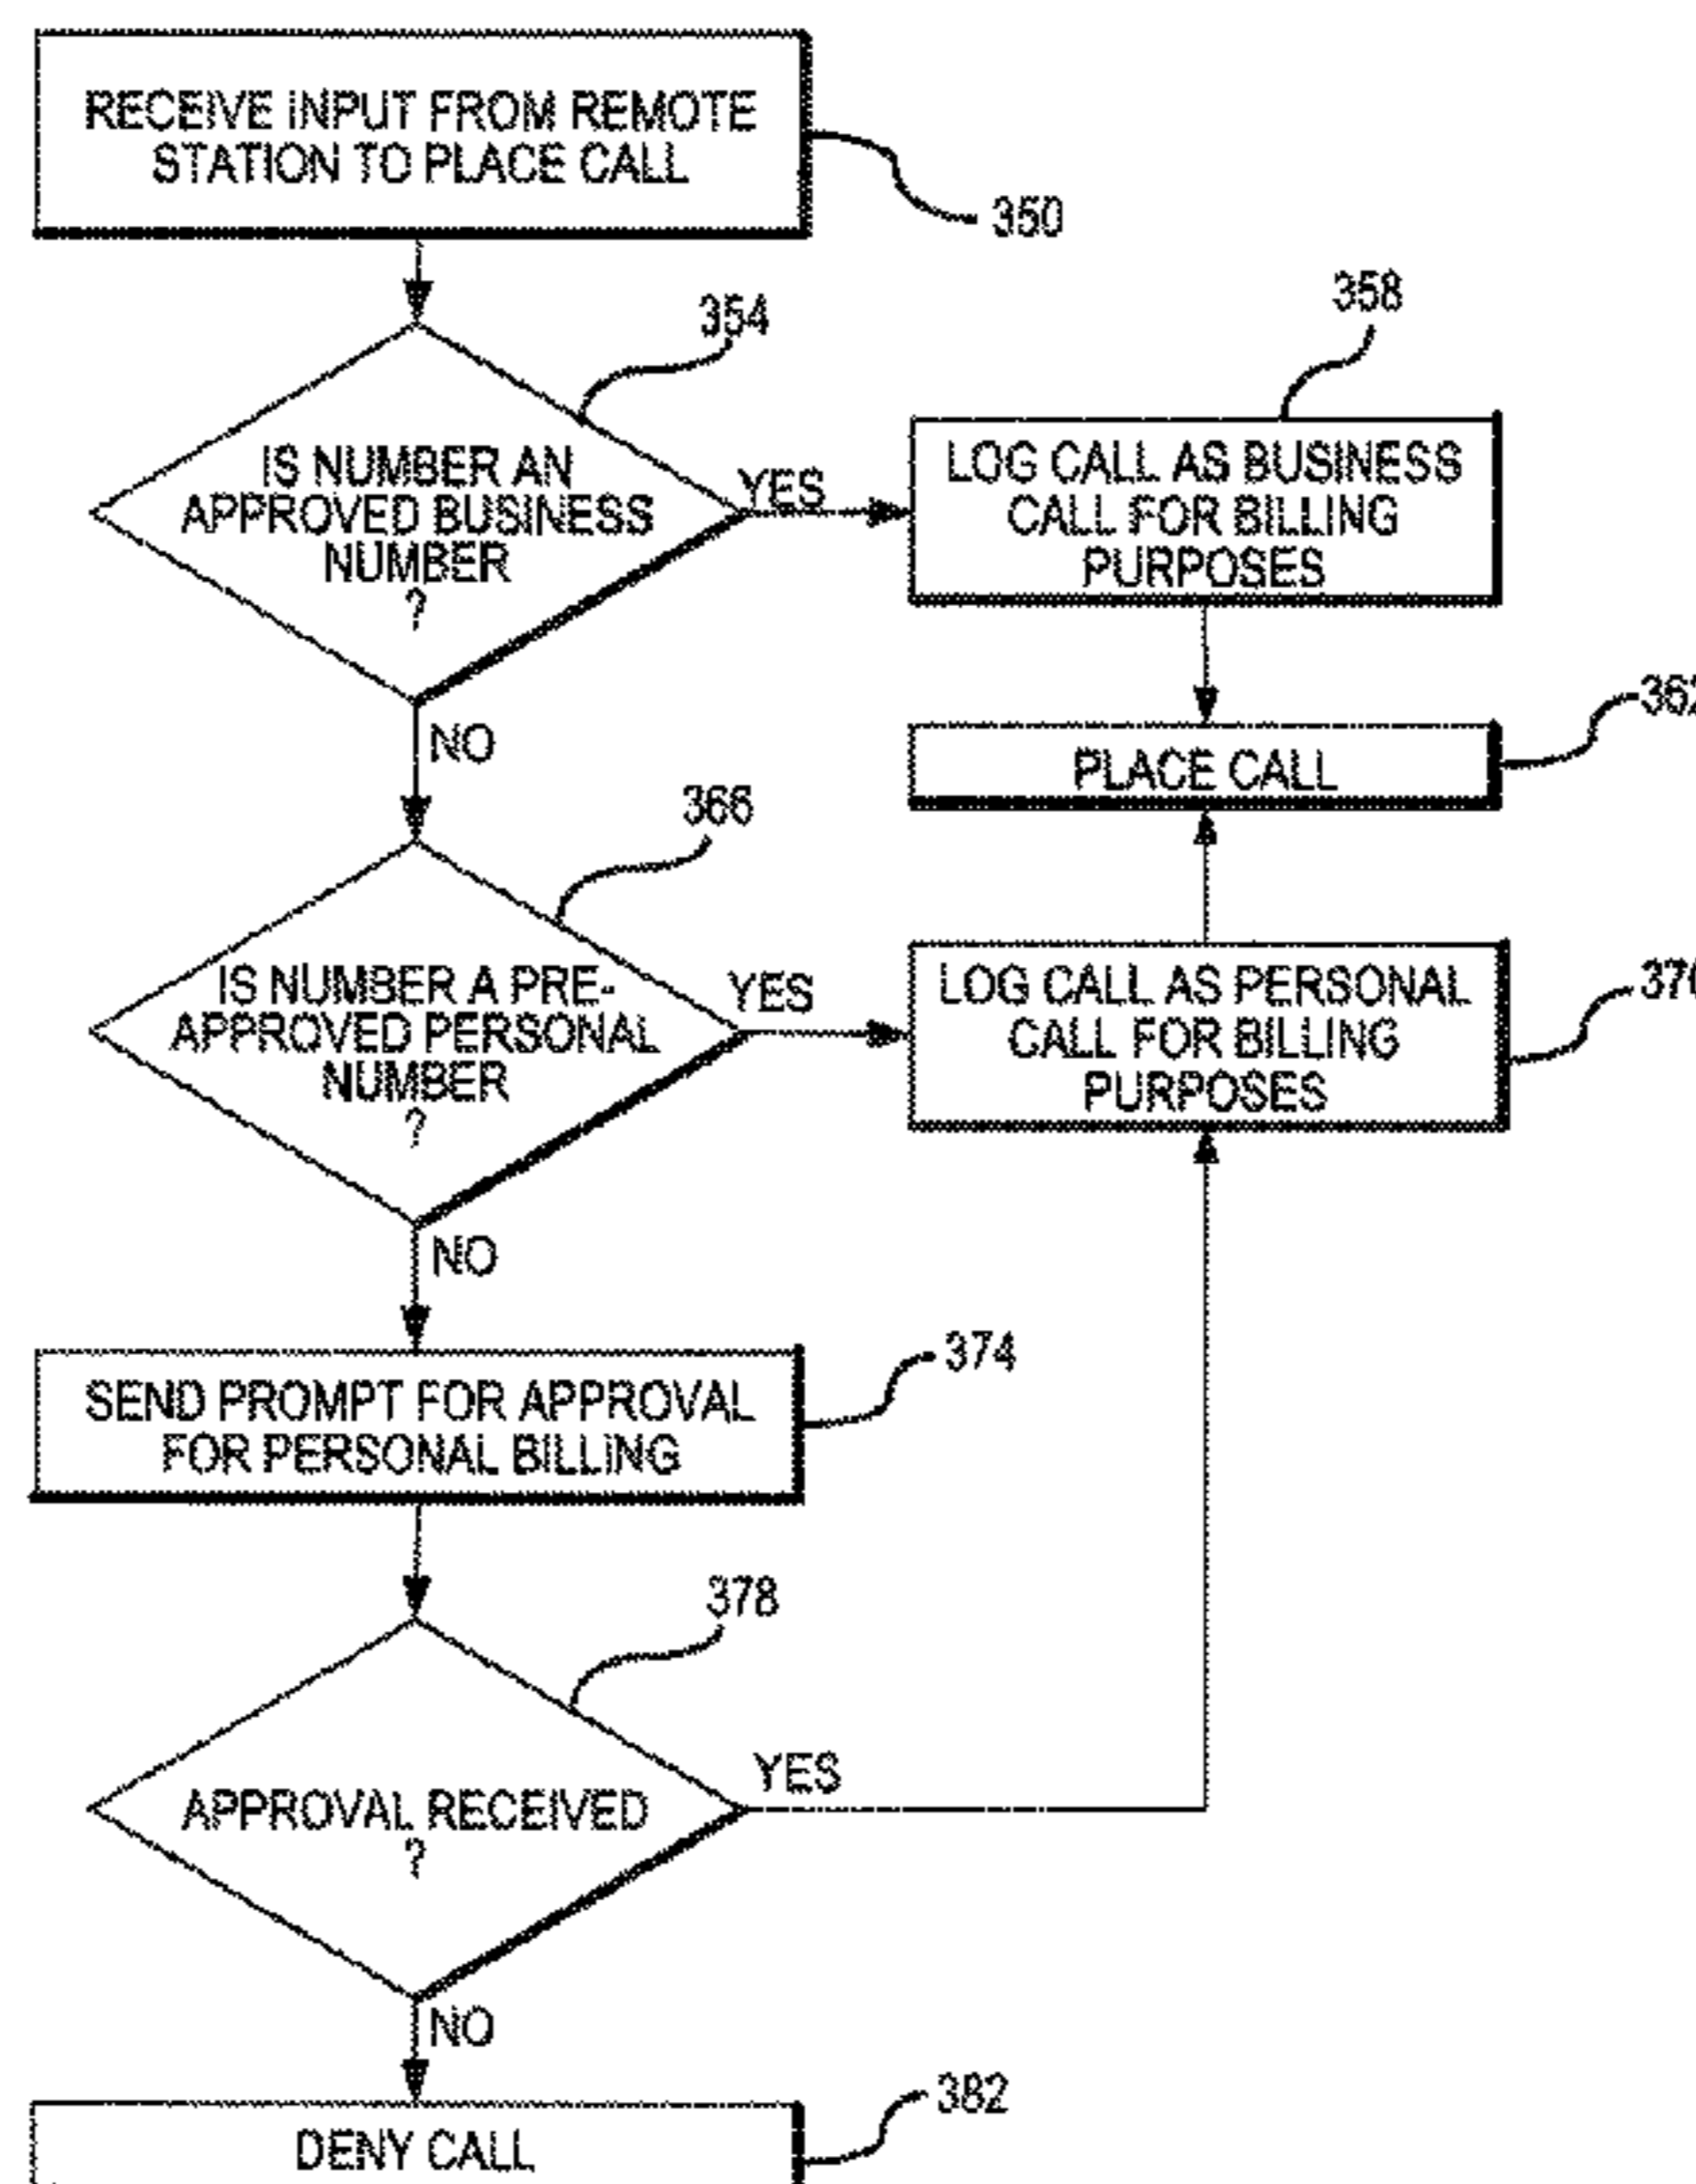 RECEIVE INPUT FROM REMOTE
STATION TO PLACE CALL
350
354
IS NUMBER AN
APPROVED BUSINESS
NUMBER
?
YES
358
LOG CALL AS BUSINESS
CALL FOR BILLING
PURPOSES
NO
362
PLACE CALL
366
IS NUMBER A PRE-
APPROVED PERSONAL
NUMBER
?
YES
LOG CALL AS PERSONAL
CALL FOR BILLING
PURPOSES
370
NO
374
SEND PROMPT FOR APPROVAL
FOR PERSONAL BILLING
378
APPROVAL RECEIVED
?
YES
NO
382
DENY CALL